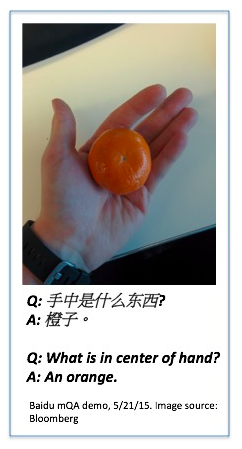 Q: 手中是什么东西?
A: 橙子。
Q: What is in center of hand?
A: An orange.
Baidu mQA demo, 5/21/15. Image source:
Bloomberg